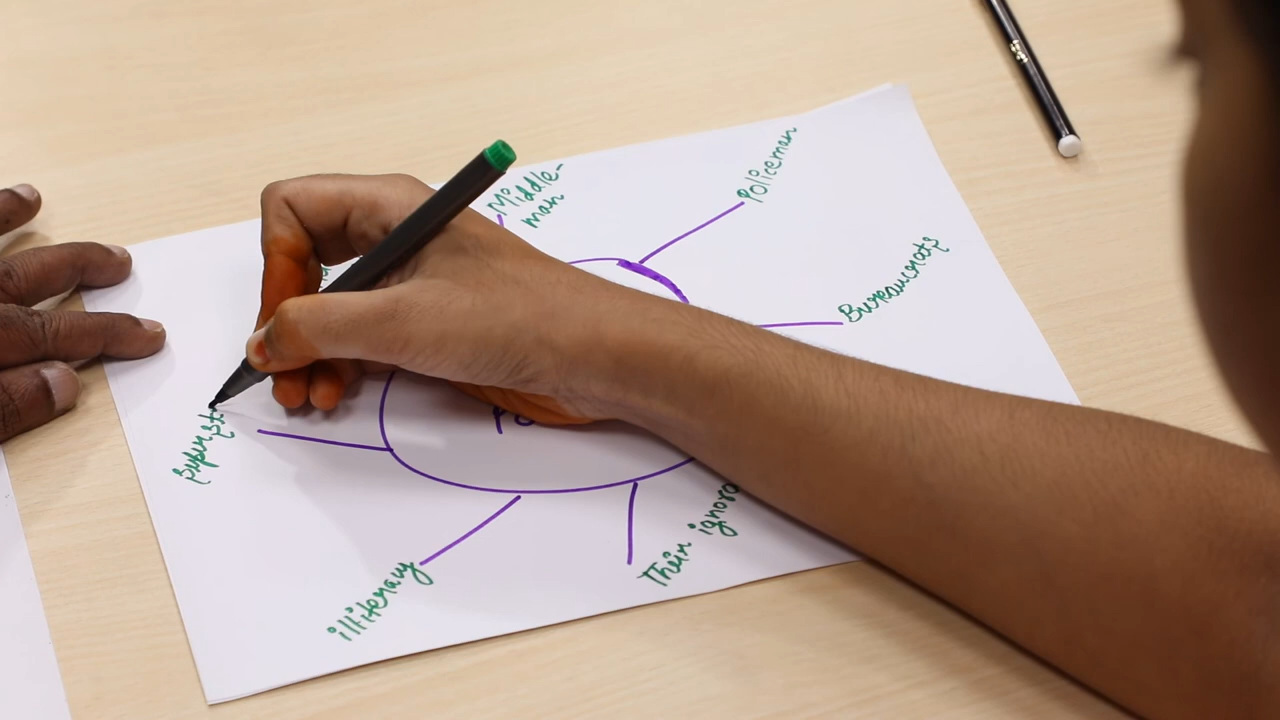 Middle-
man
Policeman
Bureaucrats
Superst
Their ignora
illiteracy